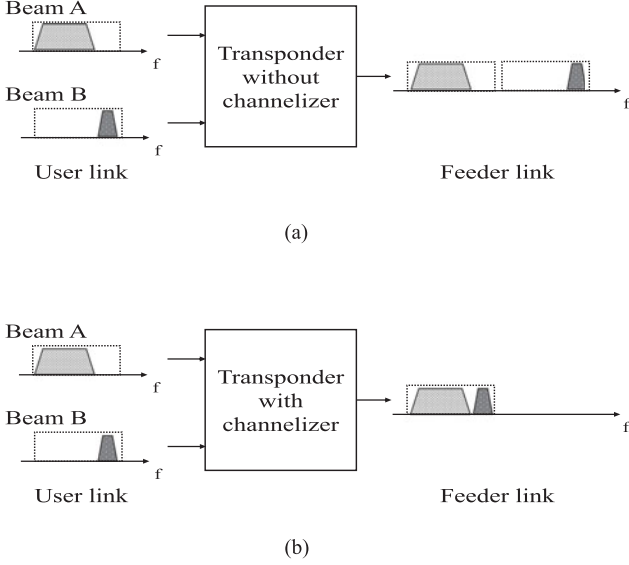 Beam A
f
Beam B
f
User link
Transponder
without
channelizer
f
Feeder link
(a)
Beam A
f
Beam B
f
User link
Transponder
with
channelizer
f
Feeder link
(b)